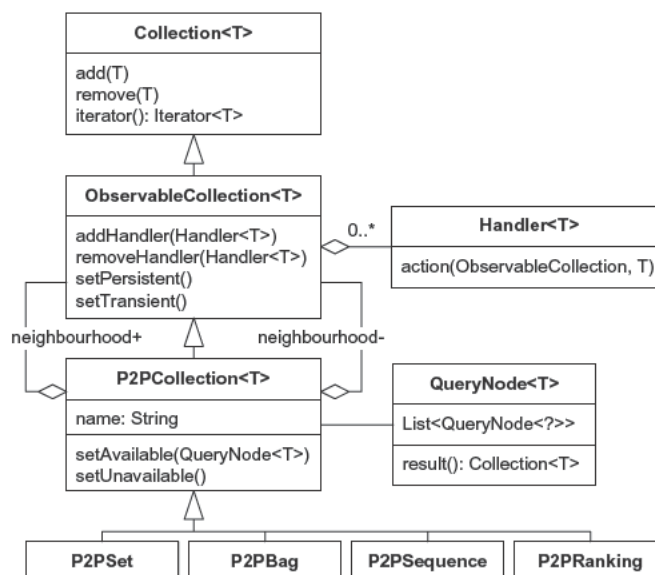 Collection<T>
add(T)
remove(T)
iterator(): Iterator<T>
ObservableCollection<T>
addHandler(Handler<T>)
removeHandler(Handler<T>)
setPersistent()
setTransient()
0..*
Handler<T>
action(ObservableCollection, T)
neighbourhood+
neighbourhood-
P2PCollection<T>
name: String
setAvailable(QueryNode<T>)
setUnavailable()
QueryNode<T>
List<QueryNode<?>>
result(): Collection<T>
P2PSet
P2PBag
P2PSequence
P2PRanking